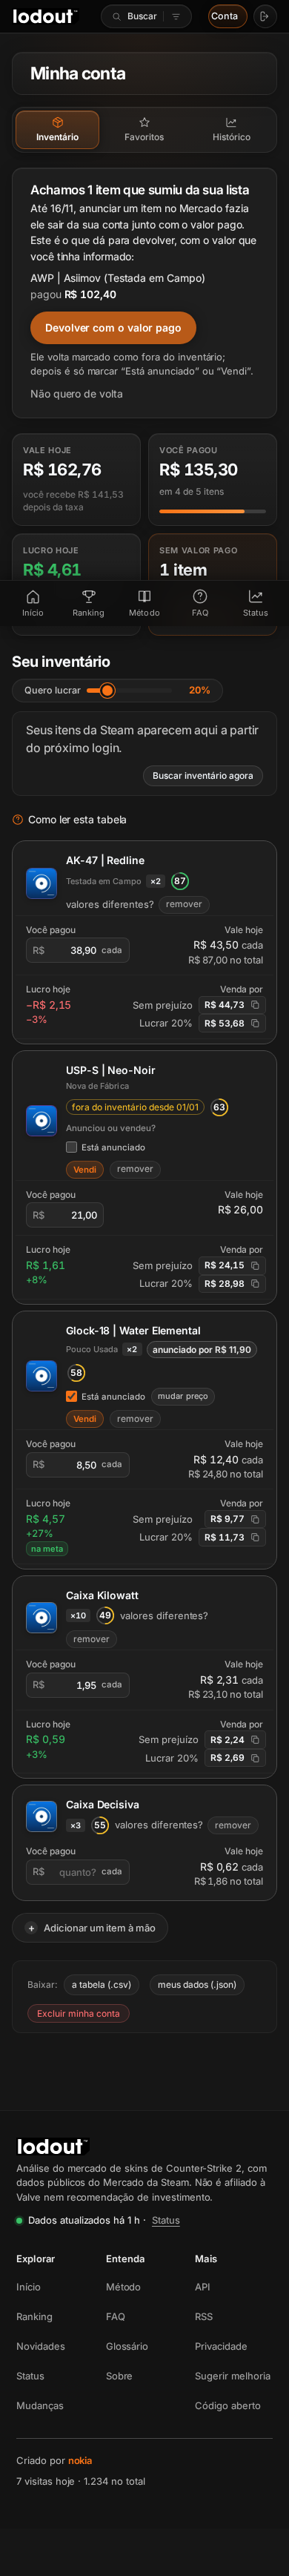 lodout™
Buscar
Conta
Minha conta
Inventário
Favoritos
Histórico
Achamos 1 item que sumiu da sua lista
Até 16/11, anunciar um item no Mercado fazia
ele sair da sua conta junto com o valor pago.
Este é o que dá para devolver, com o valor que
você tinha informado:
AWP | Asiimov (Testada em Campo)
pagou R$ 102,40
Devolver com o valor pago
Ele volta marcado como fora do inventário;
depois é só marcar “Está anunciado” ou “Vendi”.
Não quero de volta
VALE HOJE
R$ 162,76
você recebe R$ 141,53
depois da taxa
VOCÊ PAGOU
R$ 135,30
em 4 de 5 itens
LUCRO HOJE
R$ 4,61
SEM VALOR PAGO
1 item
Início
Ranking
Método
FAQ
Status
Seu inventário
Quero lucrar
20%
Seus itens da Steam aparecem aqui a partir
do próximo login.
Buscar inventário agora
Como ler esta tabela
AK-47 | Redline
Testada em Campo ×2 87
valores diferentes? remover
Você pagou
Vale hoje
R$ 38,90 cada
R$ 43,50 cada
R$ 87,00 no total
Lucro hoje
Venda por
−R$ 2,15
−3%
Sem prejuízo R$ 44,73
Lucrar 20% R$ 53,68
USP-S | Neo-Noir
Nova de Fábrica
fora do inventário desde 01/01 63
Anunciou ou vendeu?
Está anunciado
Vendi remover
Você pagou
Vale hoje
R$ 21,00
R$ 26,00
Lucro hoje
Venda por
R$ 1,61
+8%
Sem prejuízo R$ 24,15
Lucrar 20% R$ 28,98
Glock-18 | Water Elemental
Pouco Usada ×2 anunciado por R$ 11,90
58
Está anunciado mudar preço
Vendi remover
Você pagou
Vale hoje
R$ 8,50 cada
R$ 12,40 cada
R$ 24,80 no total
Lucro hoje
Venda por
R$ 4,57
+27%
na meta
Sem prejuízo R$ 9,77
Lucrar 20% R$ 11,73
Caixa Kilowatt
×10 49 valores diferentes?
remover
Você pagou
Vale hoje
R$ 1,95 cada
R$ 2,31 cada
R$ 23,10 no total
Lucro hoje
Venda por
R$ 0,59
+3%
Sem prejuízo R$ 2,24
Lucrar 20% R$ 2,69
Caixa Decisiva
×3 55 valores diferentes? remover
Você pagou
Vale hoje
R$ quanto? cada
R$ 0,62 cada
R$ 1,86 no total
+ Adicionar um item à mão
Baixar: a tabela (.csv) meus dados (.json)
Excluir minha conta
lodout™
Análise do mercado de skins de Counter-Strike 2, com
dados públicos do Mercado da Steam. Não é afiliado à
Valve nem recomendação de investimento.
Dados atualizados há 1 h · Status
Explorar
Entenda
Mais
Início
Método
API
Ranking
FAQ
RSS
Novidades
Glossário
Privacidade
Status
Sobre
Sugerir melhoria
Mudanças
Código aberto
Criado por nokia
7 visitas hoje · 1.234 no total